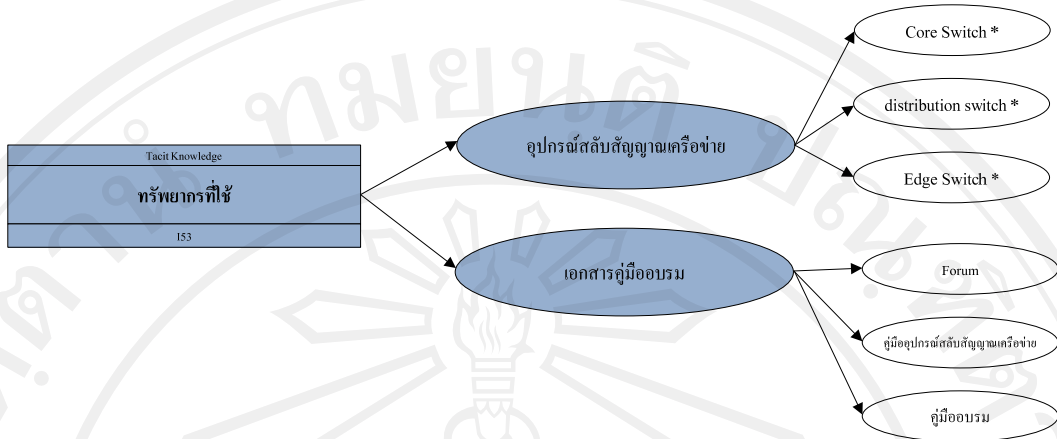 Core Switch *
distribution switch *
อุปกรณ์สลับสัญญาณเครือข่าย
Edge Switch *
Tacit Knowledge
ทรัพยากรที่ใช้
I53
เอกสารคู่มืออบรม
Forum
คู่มืออุปกรณ์สลับสัญญาณเครือข่าย
คู่มืออบรม